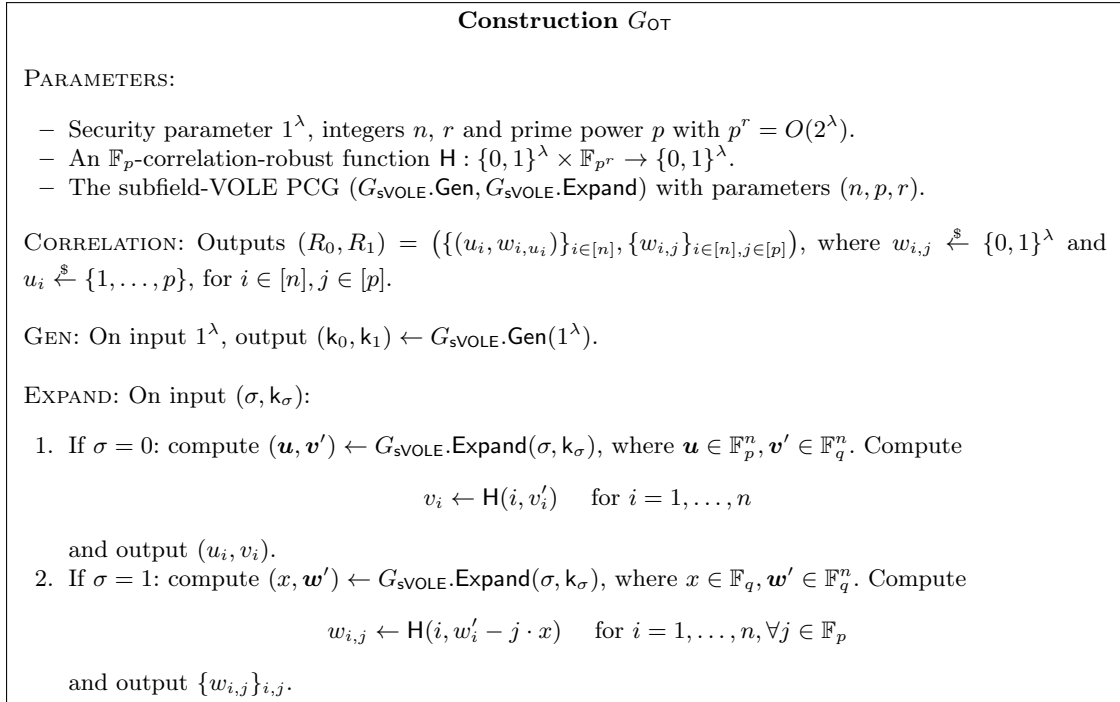 Construction G_OT
PARAMETERS:
– Security parameter 1^λ, integers n, r and prime power p with p^r = O(2^λ).
– An 𝔽_p-correlation-robust function H : {0, 1}^λ × 𝔽_{p^r} → {0, 1}^λ.
– The subfield-VOLE PCG (G_sVOLE.Gen, G_sVOLE.Expand) with parameters (n, p, r).
CORRELATION: Outputs (R_0, R_1) = ({(u_i, w_{i,u_i})}_{i∈[n]}, {w_{i,j}}_{i∈[n],j∈[p]}), where w_{i,j} ←$ {0, 1}^λ and
u_i ←$ {1, . . . , p}, for i ∈ [n], j ∈ [p].
GEN: On input 1^λ, output (k_0, k_1) ← G_sVOLE.Gen(1^λ).
EXPAND: On input (σ, k_σ):
1. If σ = 0: compute (u, v′) ← G_sVOLE.Expand(σ, k_σ), where u ∈ 𝔽_p^n, v′ ∈ 𝔽_q^n. Compute
v_i ← H(i, v′_i) for i = 1, . . . , n
and output (u_i, v_i).
2. If σ = 1: compute (x, w′) ← G_sVOLE.Expand(σ, k_σ), where x ∈ 𝔽_q, w′ ∈ 𝔽_q^n. Compute
w_{i,j} ← H(i, w′_i − j · x) for i = 1, . . . , n, ∀j ∈ 𝔽_p
and output {w_{i,j}}_{i,j}.